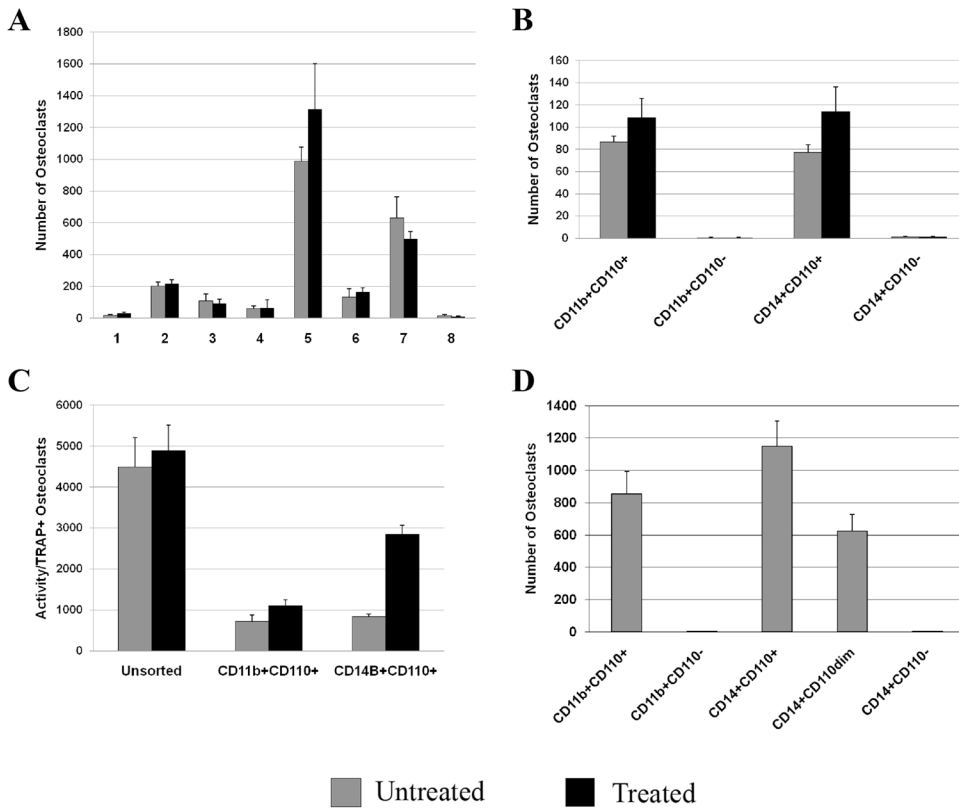 A
Number of Osteoclasts
1800
1600
1400
1200
1000
800
600
400
200
0
1 2 3 4 5 6 7 8
B
Number of Osteoclasts
160
140
120
100
80
60
40
20
0
CD11b+CD110+
CD11b+CD110-
CD14+CD110+
CD14+CD110-
C
Activity/TRAP+ Osteoclasts
6000
5000
4000
3000
2000
1000
0
Unsorted CD11b+CD110+ CD14B+CD110+
D
Number of Osteoclasts
1400
1200
1000
800
600
400
200
0
CD11b+CD110+
CD11b+CD110-
CD14+CD110+
CD14+CD110dim
CD14+CD110-
Untreated Treated